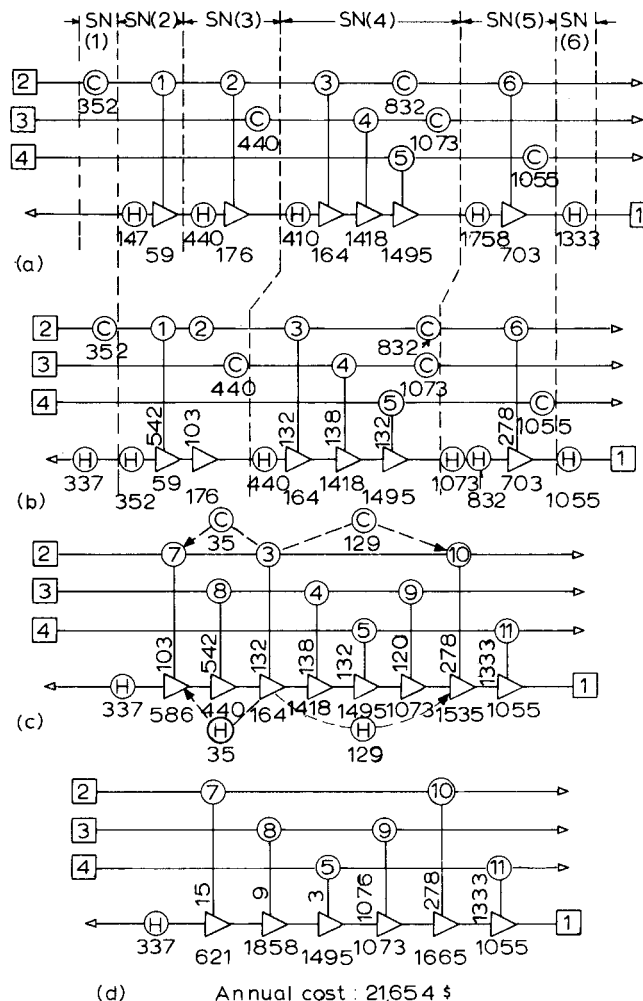 SN SN(2) SN(3) SN(4) SN(5) SN
(1) (6)
2 C 1 2 3 C 6
352 832
3 C 4 C
440 1073
4 5 C
1055
H H H H H 1
147 59 440 176 410 164 1418 1495 1758 703 1333
(a)
2 C 1 2 3 C 6
352 832
3 C 4 C
440 1073
4 5 C
542 103 132 138 132 278 1055
H H H H H H 1
337 352 59 176 440 164 1418 1495 1073 832 703 1055
(b)
C C
35 129
2 7 3 10
3 8 4 9
4 5 11
103 542 132 138 132 120 278 1333
H 1
337 586 440 164 1418 1495 1073 1535 1055
(c)
H H
35 129
2 7 10
3 8 9
4 5 11
15 9 3 1076 278 1333
H 1
337 621 1858 1495 1073 1665 1055
(d) Annual cost : 21,654 $